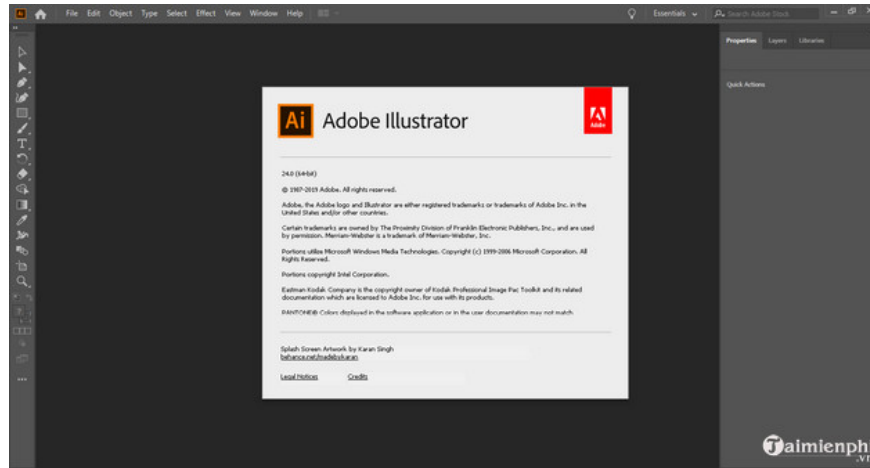 Ai File Edit Object Type Select Effect View Window Help Essentials Search Adobe Stock
Properties Layers Libraries
Quick Actions
Ai Adobe Illustrator
Adobe
24.0 (64-bit)
© 1987-2019 Adobe. All rights reserved.
Adobe, the Adobe logo and Illustrator are either registered trademarks or trademarks of Adobe Inc. in the
United States and/or other countries.
Certain trademarks are owned by The Proximity Division of Franklin Electronic Publishers, Inc., and are used
by permission. Merriam-Webster is a trademark of Merriam-Webster, Inc.
Portions utilize Microsoft Windows Media Technologies. Copyright (c) 1999-2006 Microsoft Corporation. All
Rights Reserved.
Portions copyright Intel Corporation.
Eastman Kodak Company is the copyright owner of Kodak Professional Image Pac Toolkit and its related
documentation which are licensed to Adobe Inc. for use with its products.
PANTONE® Colors displayed in the software application or in the user documentation may not match
Splash Screen Artwork by Karan Singh
behance.net/madebykaran
Legal Notices Credits
Taimienphi
.vn